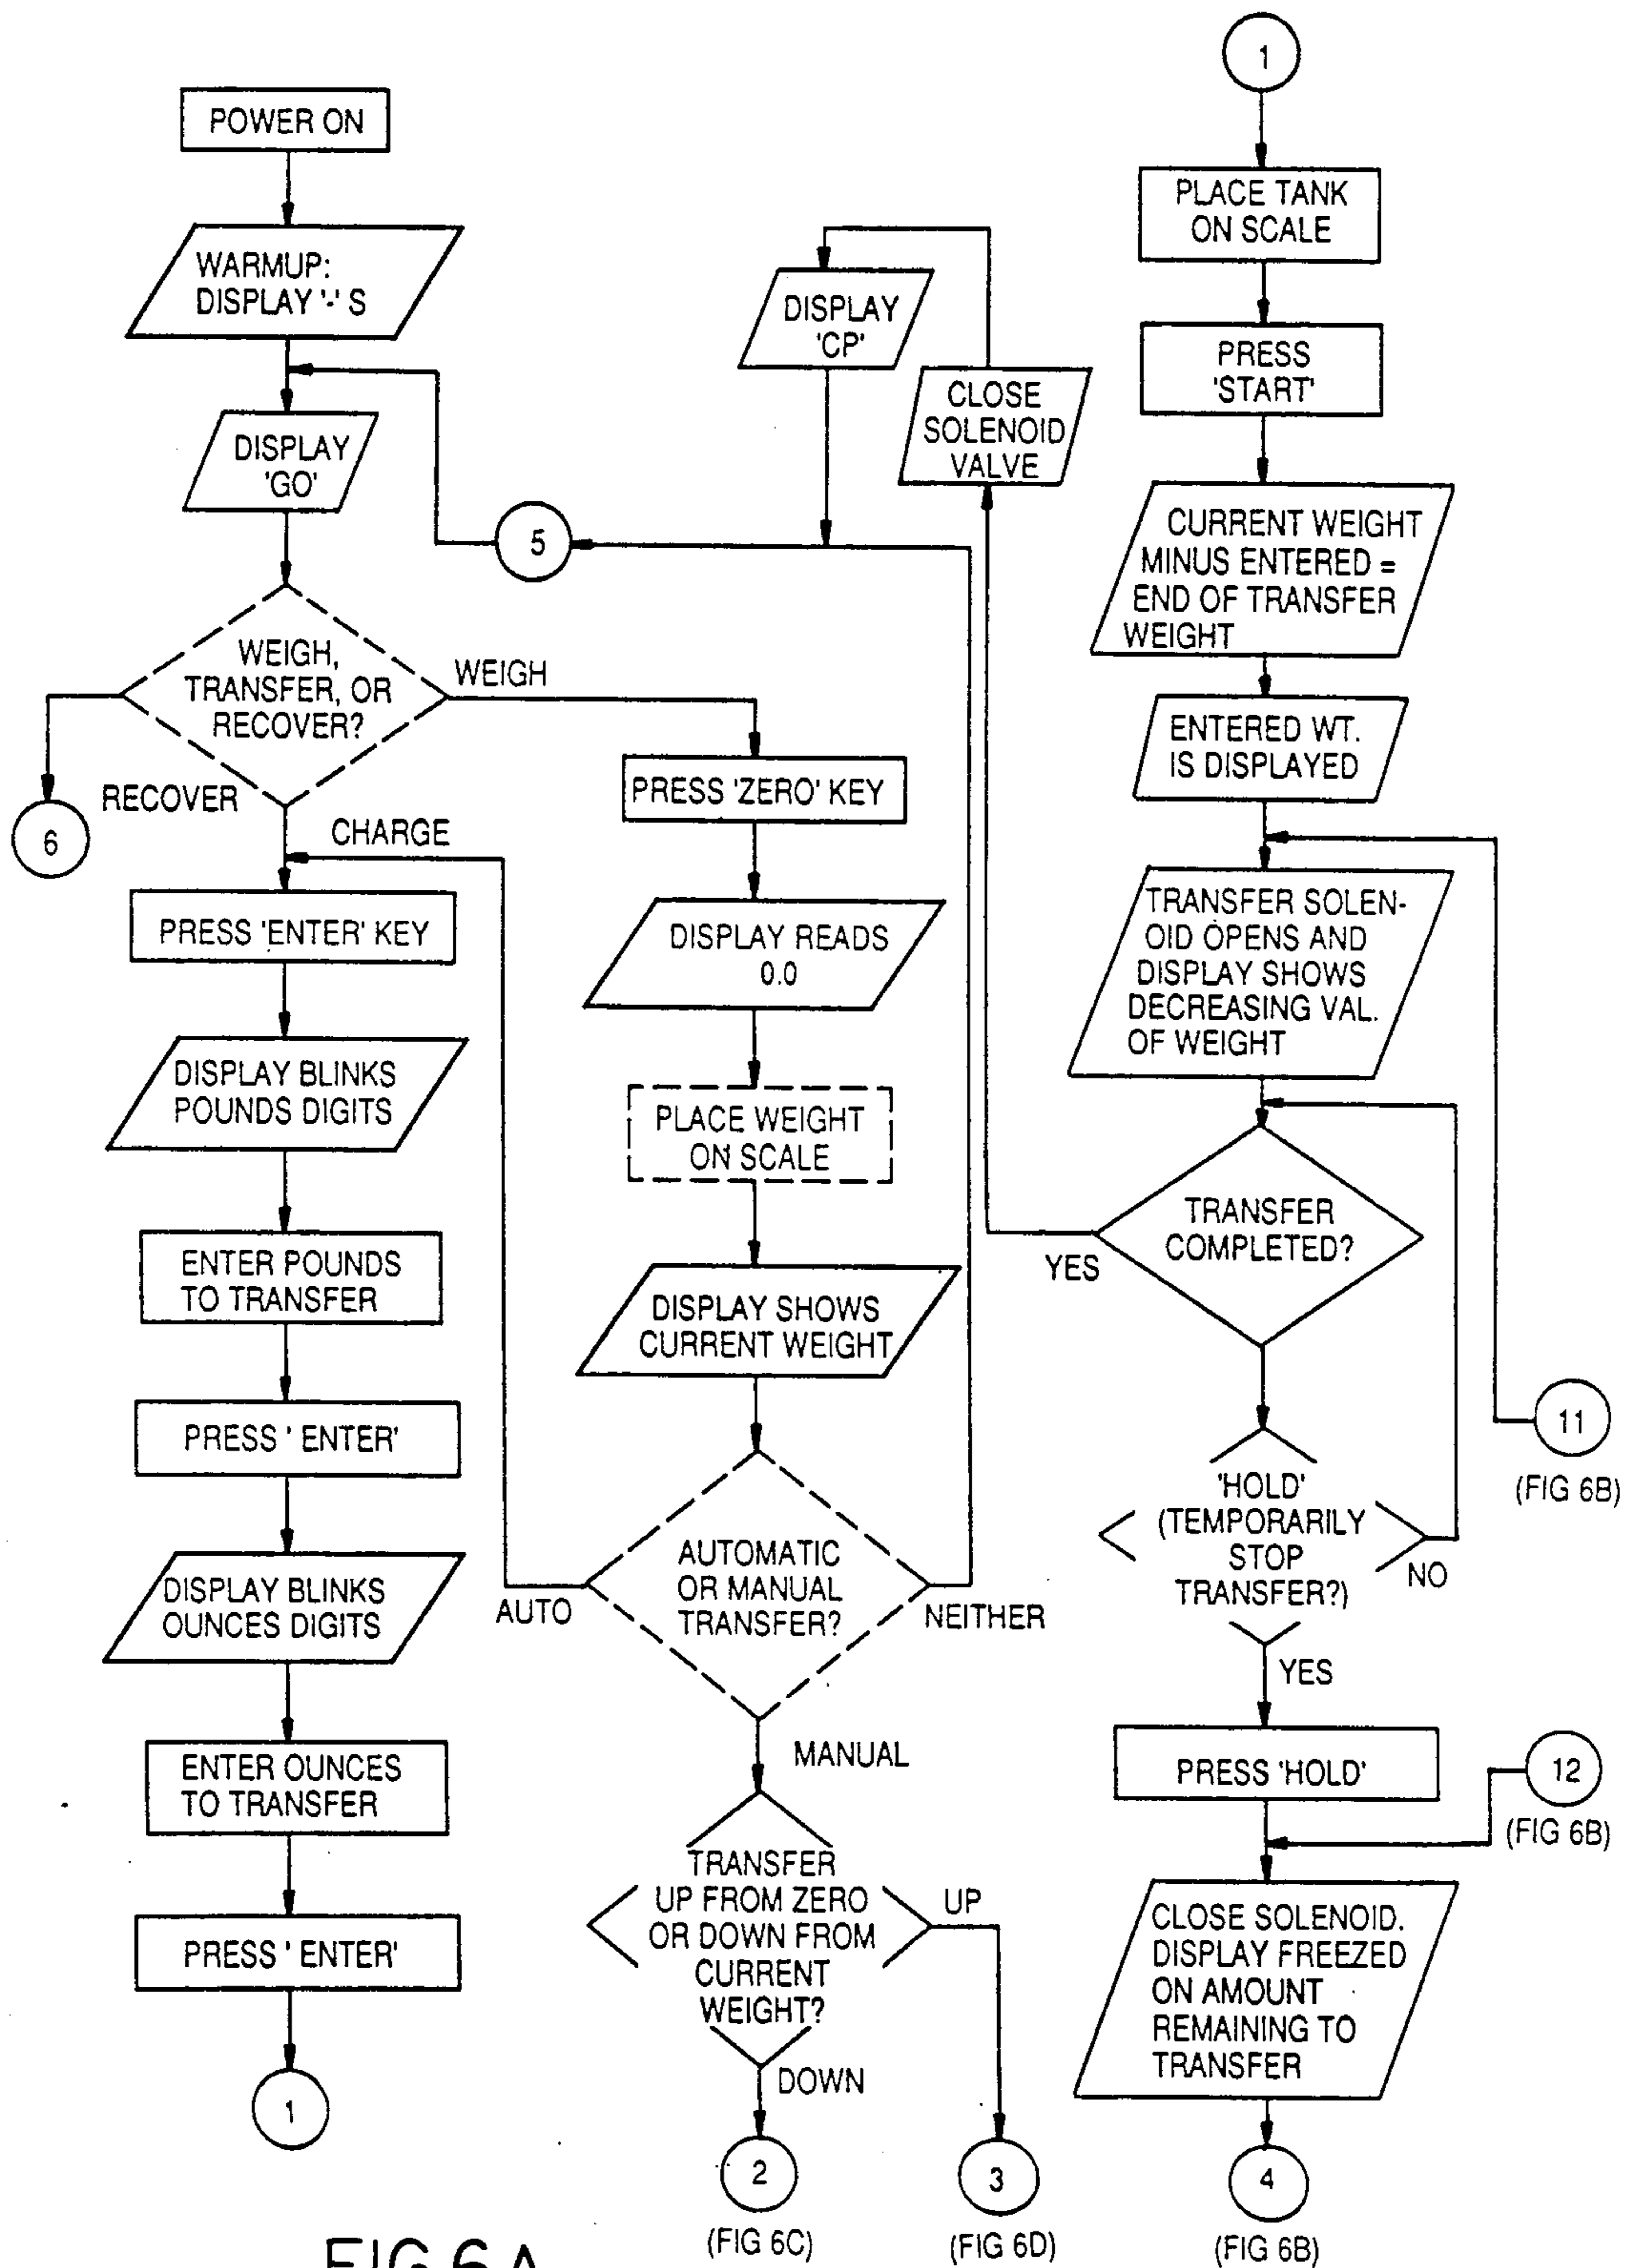 POWER ON
WARMUP:
DISPLAY '-' S
DISPLAY
'GO'
WEIGH,
TRANSFER, OR
RECOVER?
WEIGH
RECOVER
6
CHARGE
PRESS 'ENTER' KEY
DISPLAY BLINKS
POUNDS DIGITS
ENTER POUNDS
TO TRANSFER
PRESS ' ENTER'
DISPLAY BLINKS
OUNCES DIGITS
ENTER OUNCES
TO TRANSFER
PRESS ' ENTER'
1
DISPLAY
'CP'
CLOSE
SOLENOID
VALVE
5
PRESS 'ZERO' KEY
DISPLAY READS
0.0
PLACE WEIGHT
ON SCALE
DISPLAY SHOWS
CURRENT WEIGHT
AUTOMATIC
OR MANUAL
TRANSFER?
AUTO
NEITHER
MANUAL
TRANSFER
UP FROM ZERO
OR DOWN FROM
CURRENT
WEIGHT?
UP
DOWN
2
(FIG 6C)
3
(FIG 6D)
1
PLACE TANK
ON SCALE
PRESS
'START'
CURRENT WEIGHT
MINUS ENTERED =
END OF TRANSFER
WEIGHT
ENTERED WT.
IS DISPLAYED
TRANSFER SOLEN-
OID OPENS AND
DISPLAY SHOWS
DECREASING VAL.
OF WEIGHT
TRANSFER
COMPLETED?
YES
11
(FIG 6B)
'HOLD'
(TEMPORARILY
STOP
TRANSFER?)
NO
YES
PRESS 'HOLD'
12
(FIG 6B)
CLOSE SOLENOID.
DISPLAY FREEZED
ON AMOUNT
REMAINING TO
TRANSFER
4
(FIG 6B)
FIG 6A